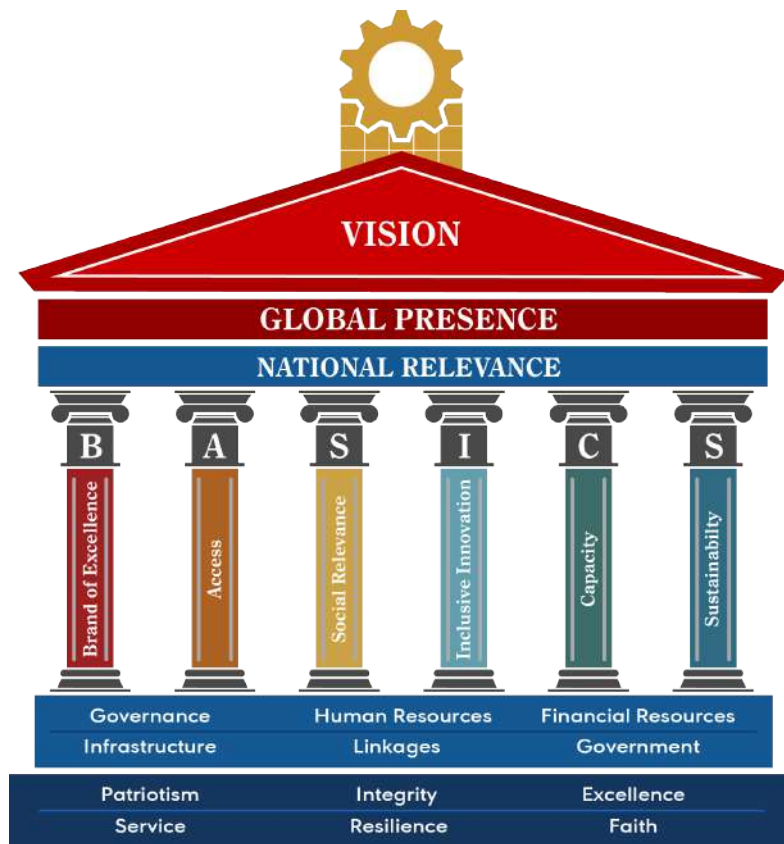 VISION
GLOBAL PRESENCE
NATIONAL RELEVANCE
B A S I C S
Brand of Excellence
Access
Social Relevance
Inclusive Innovation
Capacity
Sustainabilty
Governance Human Resources Financial Resources
Infrastructure Linkages Government
Patriotism Integrity Excellence
Service Resilience Faith